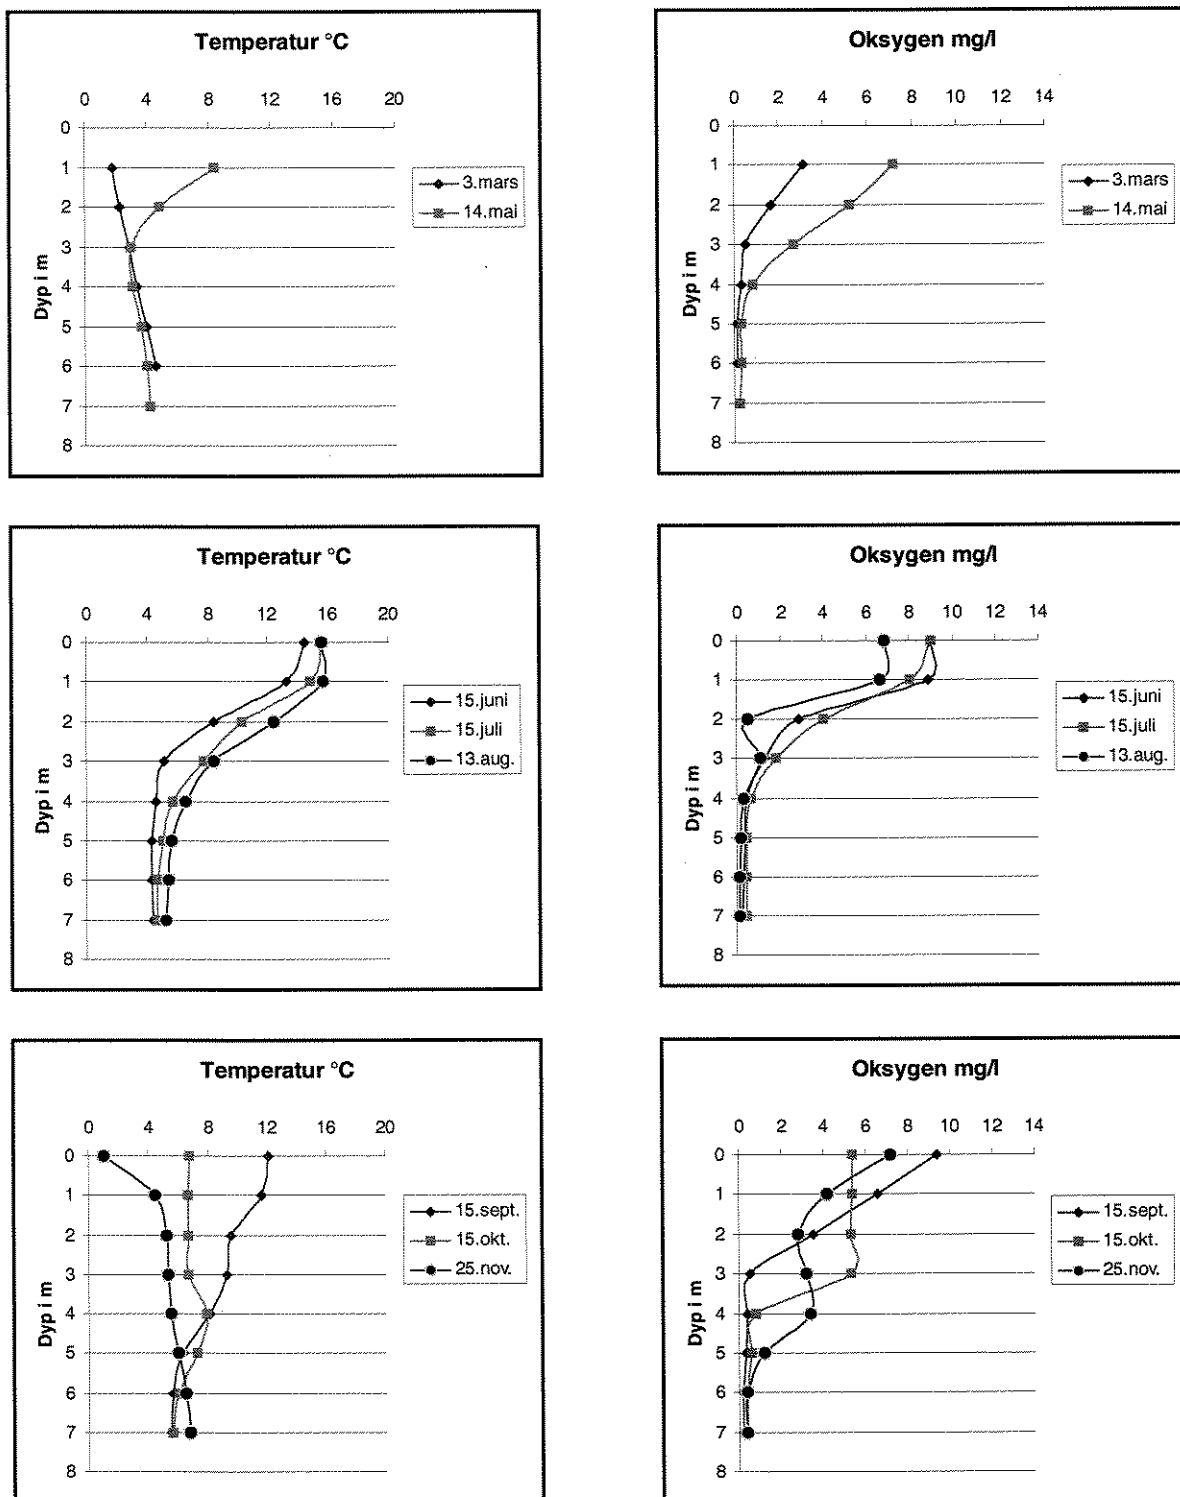 Temperatur °C
0 4 8 12 16 20
0
1
2
3
4
5
6
7
8
Dyp i m
3.mars
14.mai
Oksygen mg/l
0 2 4 6 8 10 12 14
0
1
2
3
4
5
6
7
8
Dyp i m
3.mars
14.mai
Temperatur °C
0 4 8 12 16 20
0
1
2
3
4
5
6
7
8
Dyp i m
15.juni
15.juli
13.aug.
Oksygen mg/l
0 2 4 6 8 10 12 14
0
1
2
3
4
5
6
7
8
Dyp i m
15.juni
15.juli
13.aug.
Temperatur °C
0 4 8 12 20
0
1
2
3
4
5
6
7
8
Dyp i m
15.sept.
15.okt.
25.nov.
Oksygen mg/l
0 2 4 6 8 10 12 14
0
1
2
3
4
5
6
7
8
Dyp i m
15.sept.
15.okt.
25.nov.